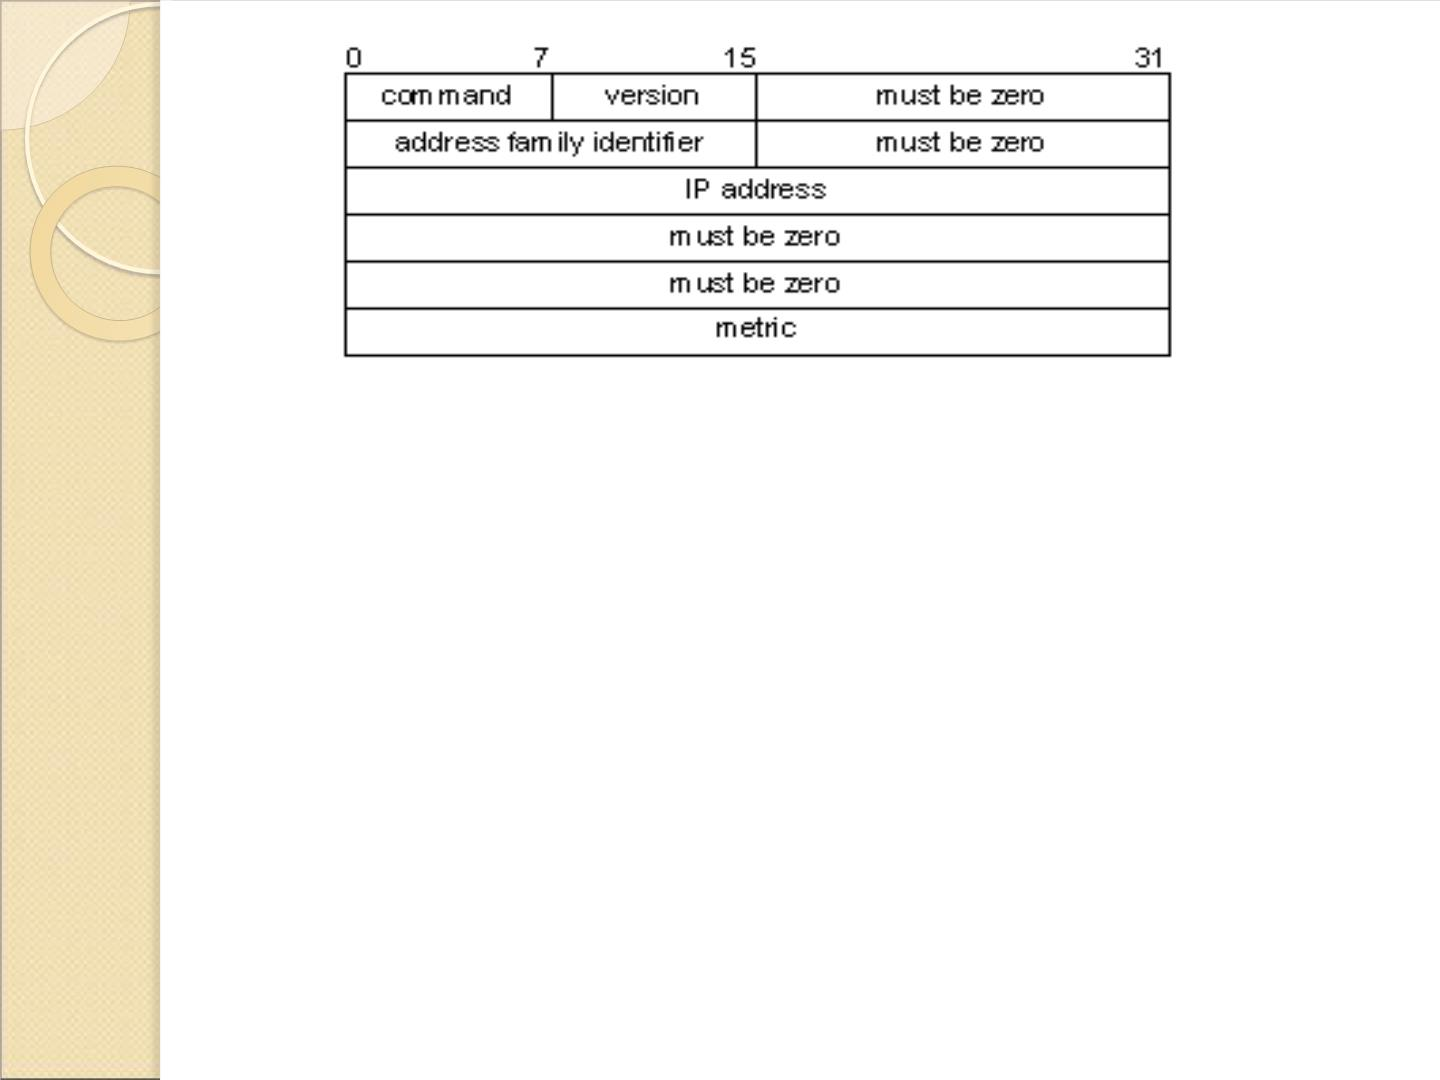 0 7 15 31
command version must be zero
address family identifier must be zero
IP address
must be zero
must be zero
metric